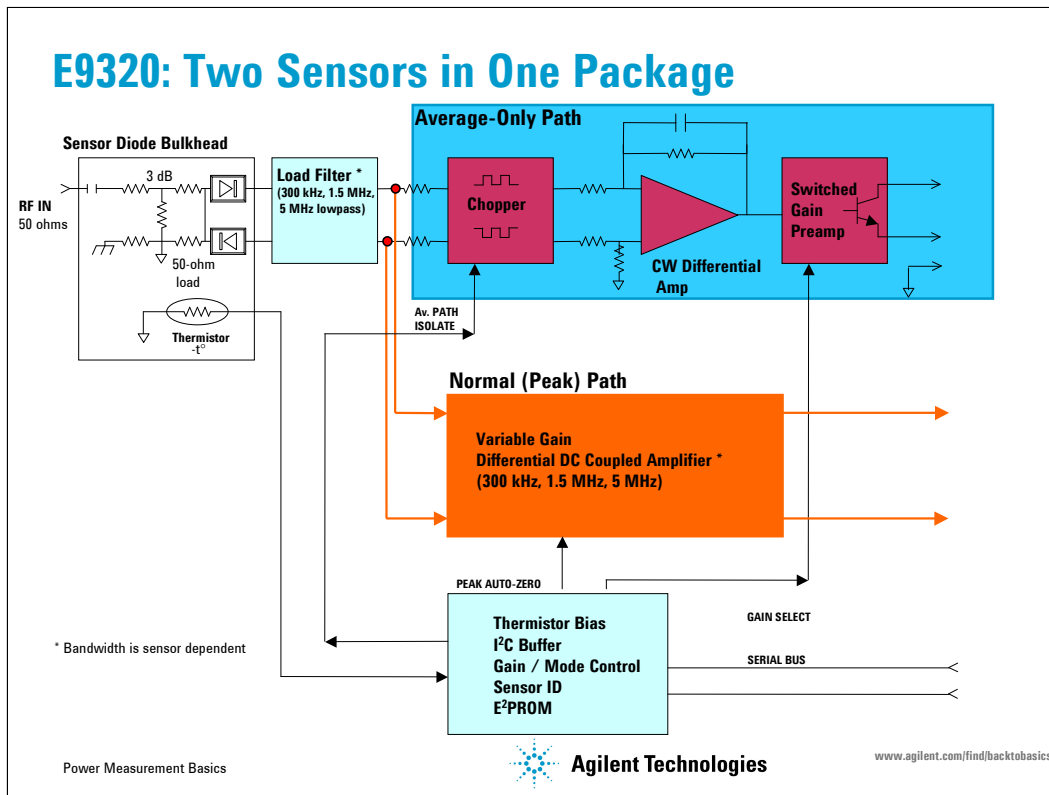 E9320: Two Sensors in One Package
Average-Only Path
Sensor Diode Bulkhead
3 dB
RF IN
50 ohms
50-ohm
load
Thermistor
-t°
Load Filter *
(300 kHz, 1.5 MHz,
5 MHz lowpass)
Chopper
CW Differential
Amp
Switched
Gain
Preamp
Av. PATH
ISOLATE
Normal (Peak) Path
Variable Gain
Differential DC Coupled Amplifier *
(300 kHz, 1.5 MHz, 5 MHz)
PEAK AUTO-ZERO
GAIN SELECT
Thermistor Bias
I²C Buffer
Gain / Mode Control
Sensor ID
E²PROM
SERIAL BUS
* Bandwidth is sensor dependent
Power Measurement Basics
Agilent Technologies
www.agilent.com/find/backtobasics